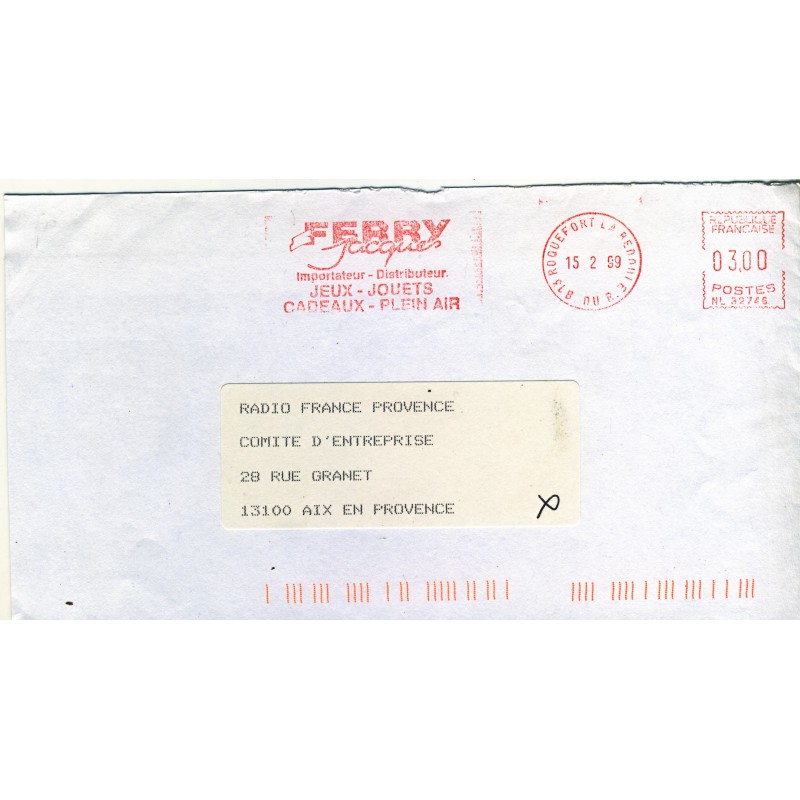 FERRY
Jacques
Importateur - Distributeur.
JEUX - JOUETS
CADEAUX - PLEIN AIR
ROQUEFORT LA BEDOULE
15 2 99
B.DU R.
REPUBLIQUE
FRANCAISE
03,00
POSTES
NL 32746
RADIO FRANCE PROVENCE
COMITE D'ENTREPRISE
28 RUE GRANET
13100 AIX EN PROVENCE